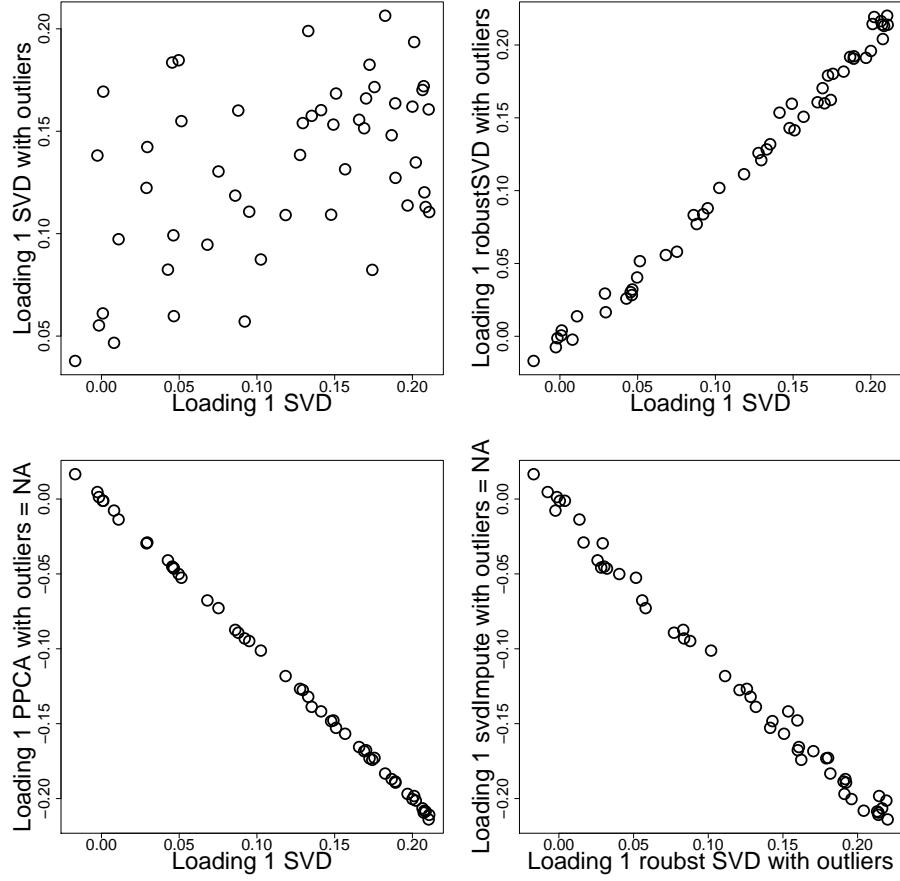 Loading 1 SVD with outliers
0.05 0.10 0.15 0.20
0.00 0.05 0.10 0.15 0.20
Loading 1 SVD
Loading 1 robustSVD with outliers
0.00 0.05 0.10 0.15 0.20
0.00 0.05 0.10 0.15 0.20
Loading 1 SVD
Loading 1 PPCA with outliers = NA
−0.20 −0.15 −0.10 −0.05 0.00
0.00 0.05 0.10 0.15 0.20
Loading 1 SVD
Loading 1 svdImpute with outliers = NA
−0.20 −0.15 −0.10 −0.05 0.00
0.00 0.05 0.10 0.15 0.20
Loading 1 roubst SVD with outliers